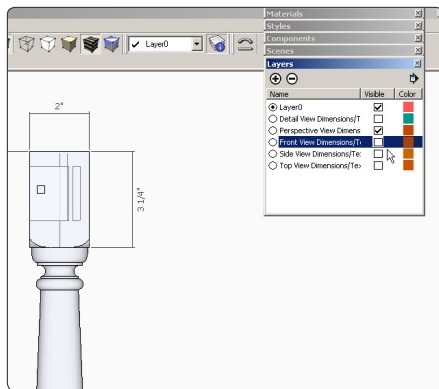 Materials
Styles
Components
Scenes
Layers
Layer0
Name Visible Color
Layer0
Detail View Dimensions/T
Perspective View Dimens
Front View Dimensions/T
Side View Dimensions/Te:
Top View Dimensions/Te
2"
3 1/4"